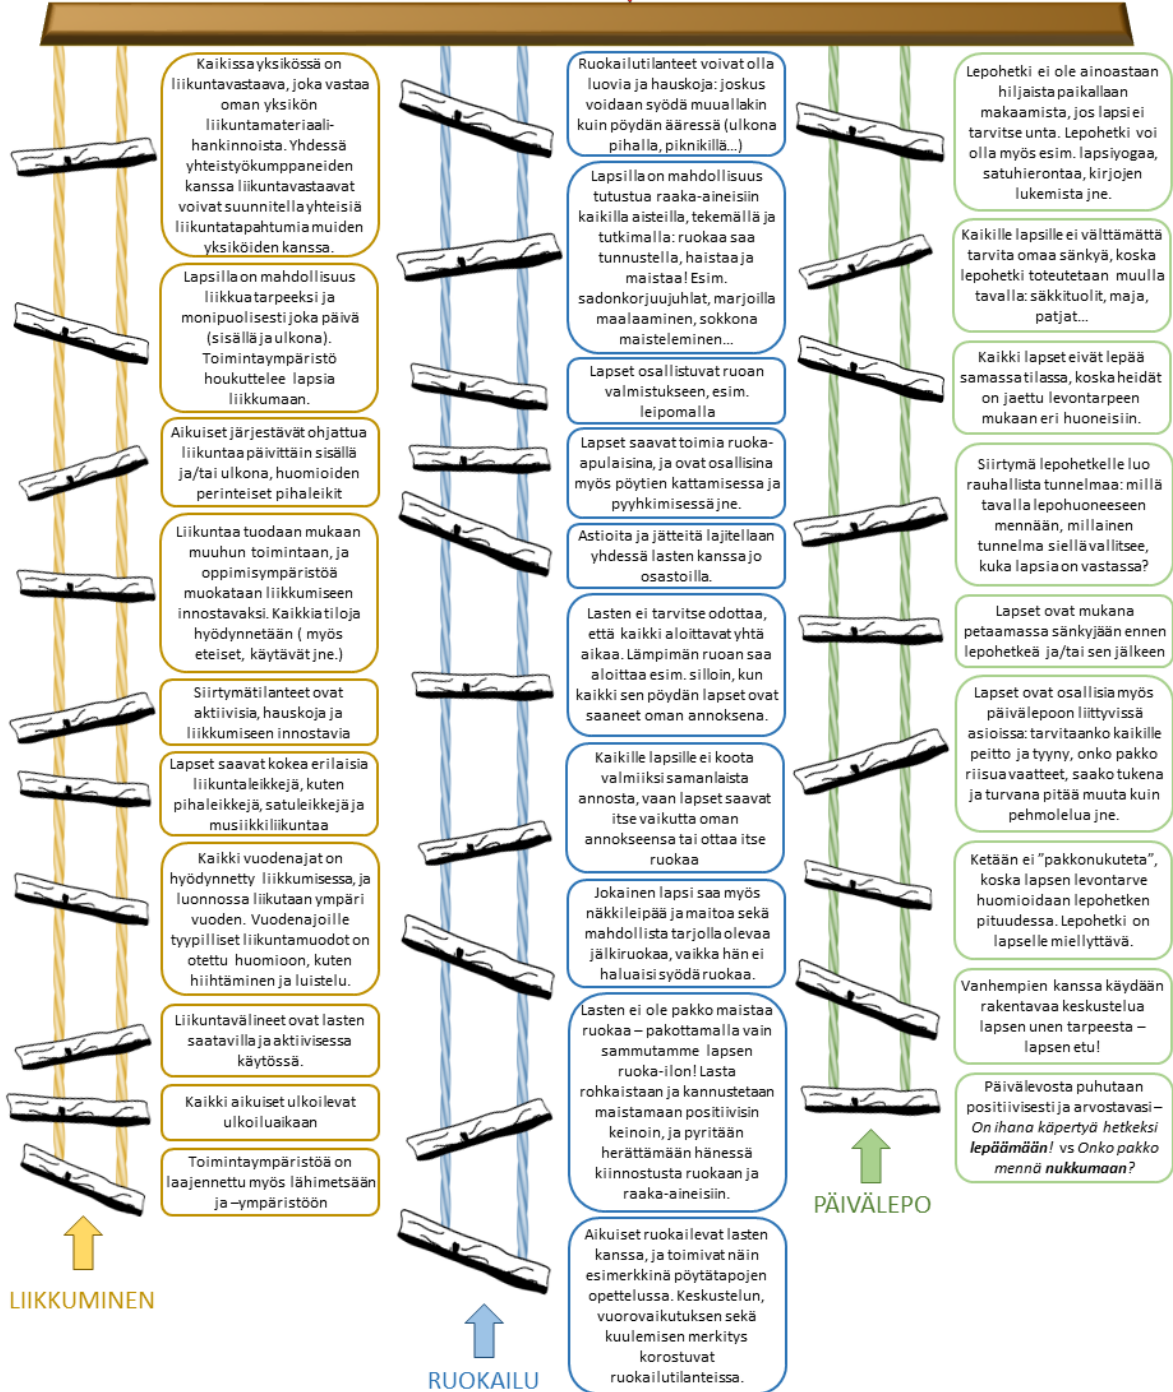 Kaikissa yksikössä on
liikuntavastaava, joka vastaa
oman yksikön
liikuntamateriaali-
hankinnoista. Yhdessä
yhteistyökumppaneiden
kanssa liikuntavastaavat
voivat suunnitella yhteisiä
liikuntatapahtumia muiden
yksiköiden kanssa.
Lapsilla on mahdollisuus
liikkua tarpeeksi ja
monipuolisesti joka päivä
(sisällä ja ulkona).
Toimintaympäristö
houkuttelee lapsia
liikkumaan.
Aikuiset järjestävät ohjattua
liikuntaa päivittäin sisällä
ja/tai ulkona, huomioiden
perinteiset pihaleikit
Liikuntaa tuodaan mukaan
muuhun toimintaan, ja
oppimisympäristöä
muokataan liikkumiseen
innostavaksi. Kaikkia tiloja
hyödynnetään ( myös
eteiset, käytävät jne.)
Siirtymätilanteet ovat
aktiivisia, hauskoja ja
liikkumiseen innostavia
Lapset saavat kokea erilaisia
liikuntaleikkejä, kuten
pihaleikkejä, satuleikkejä ja
musiikkiliikuntaa
Kaikki vuodenajat on
hyödynnetty liikkumisessa, ja
luonnossa liikutaan ympäri
vuoden. Vuodenajoille
tyypilliset liikuntamuodot on
otettu huomioon, kuten
hiihtäminen ja luistelu.
Liikuntavälineet ovat lasten
saatavilla ja aktiivisessa
käytössä.
Kaikki aikuiset ulkoilevat
ulkoiluaikaan
Toimintaympäristöä on
laajennettu myös lähimetsään
ja –ympäristöön
LIIKKUMINEN
Ruokailutilanteet voivat olla
luovia ja hauskoja: joskus
voidaan syödä muuallakin
kuin pöydän ääressä (ulkona
pihalla, piknikillä...)
Lapsilla on mahdollisuus
tutustua raaka-aineisiin
kaikilla aisteilla, tekemällä ja
tutkimalla: ruokaa saa
tunnustella, haistaa ja
maistaa! Esim.
sadonkorjuujuhlat, marjoilla
maalaaminen, sokkona
maisteleminen...
Lapset osallistuvat ruoan
valmistukseen, esim.
leipomalla
Lapset saavat toimia ruoka-
apulaisina, ja ovat osallisina
myös pöytien kattamisessa ja
pyyhkimisessä jne.
Astioita ja jätteitä lajitellaan
yhdessä lasten kanssa jo
osastoilla.
Lasten ei tarvitse odottaa,
että kaikki aloittavat yhtä
aikaa. Lämpimän ruoan saa
aloittaa esim. silloin, kun
kaikki sen pöydän lapset ovat
saaneet oman annoksena.
Kaikille lapsille ei koota
valmiiksi samanlaista
annosta, vaan lapset saavat
itse vaikutta oman
annokseensa tai ottaa itse
ruokaa
Jokainen lapsi saa myös
näkkileipää ja maitoa sekä
mahdollista tarjolla olevaa
jälkiruokaa, vaikka hän ei
haluaisi syödä ruokaa.
Lasten ei ole pakko maistaa
ruokaa – pakottamalla vain
sammutamme lapsen
ruoka-ilon! Lasta
rohkaistaan ja kannustetaan
maistamaan positiivisin
keinoin, ja pyritään
herättämään hänessä
kiinnostusta ruokaan ja
raaka-aineisiin.
Aikuiset ruokailevat lasten
kanssa, ja toimivat näin
esimerkkinä pöytätapojen
opettelussa. Keskustelun,
vuorovaikutuksen sekä
kuulemisen merkitys
korostuvat
ruokailutilanteissa.
RUOKAILU
Lepohetki ei ole ainoastaan
hiljaista paikallaan
makaamista, jos lapsi ei
tarvitse unta. Lepohetki voi
olla myös esim. lapsiyogaa,
satuhierontaa, kirjojen
lukemista jne.
Kaikille lapsille ei välttämättä
tarvita omaa sänkyä, koska
lepohetki toteutetaan muulla
tavalla: säkkituolit, maja,
patjat...
Kaikki lapset eivät lepää
samassa tilassa, koska heidät
on jaettu levontarpeen
mukaan eri huoneisiin.
Siirtymä lepohetkelle luo
rauhallista tunnelmaa: millä
tavalla lepohuoneeseen
mennään, millainen
tunnelma siellä vallitsee,
kuka lapsia on vastassa?
Lapset ovat mukana
petaamassa sänkyjään ennen
lepohetkeä ja/tai sen jälkeen
Lapset ovat osallisia myös
päivälepoon liittyvissä
asioissa: tarvitaanko kaikille
peitto ja tyyny, onko pakko
riisua vaatteet, saako tukena
ja turvana pitää muuta kuin
pehmolelua jne.
Ketään ei ”pakkonukuteta”,
koska lapsen levontarve
huomioidaan lepohetken
pituudessa. Lepohetki on
lapselle miellyttävä.
Vanhempien kanssa käydään
rakentavaa keskustelua
lapsen unen tarpeesta –
lapsen etu!
Päivälevosta puhutaan
positiivisesti ja arvostavasi–
On ihana käpertyä hetkeksi
lepäämään! vs Onko pakko
mennä nukkumaan?
PÄIVÄLEPO